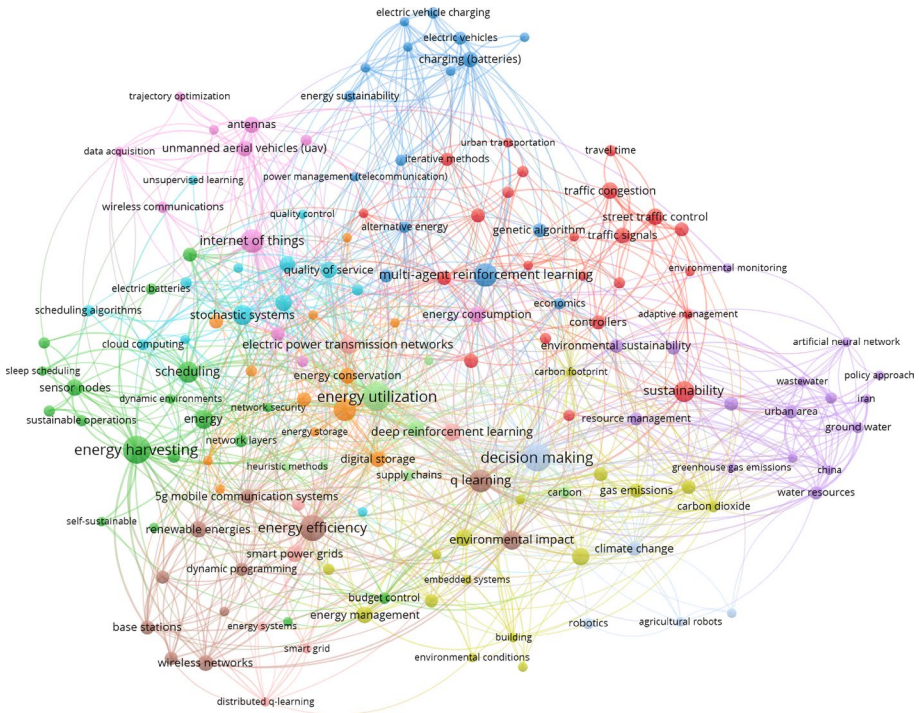 electric vehicle charging
electric vehicles
charging (batteries)
energy sustainability
trajectory optimization
antennas
unmanned aerial vehicles (uav)
data acquisition
urban transportation
iterative methods
travel time
power management (telecommunication)
unsupervised learning
traffic congestion
wireless communications
quality control
street traffic control
alternative energy
genetic algorithm
traffic signals
internet of things
quality of service
multi-agent reinforcement learning
environmental monitoring
electric batteries
scheduling algorithms
stochastic systems
energy consumption
economics
controllers
adaptive management
cloud computing
electric power transmission networks
environmental sustainability
artificial neural network
sleep scheduling
scheduling
energy conservation
carbon footprint
wastewater
policy approach
sensor nodes
dynamic environments
energy utilization
sustainability
iran
sustainable operations
energy
network security
resource management
urban area
energy storage
deep reinforcement learning
ground water
energy harvesting
network layers
digital storage
decision making
heuristic methods
supply chains
q learning
greenhouse gas emissions
china
5g mobile communication systems
carbon
gas emissions
water resources
carbon dioxide
self-sustainable
renewable energies
energy efficiency
environmental impact
climate change
smart power grids
dynamic programming
embedded systems
budget control
energy management
base stations
energy systems
robotics
agricultural robots
building
smart grid
environmental conditions
wireless networks
distributed q-learning